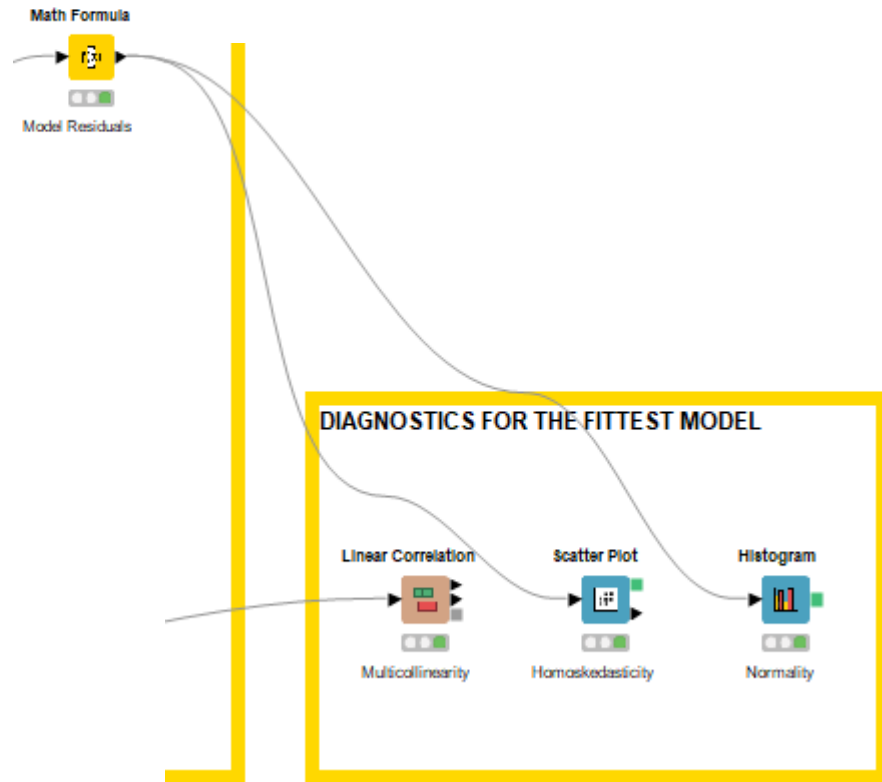 Math Formula
Model Residuals
DIAGNOSTICS FOR THE FITTEST MODEL
Linear Correlation
Scatter Plot
Histogram
Multicollinearity
Homoskedasticity
Normality